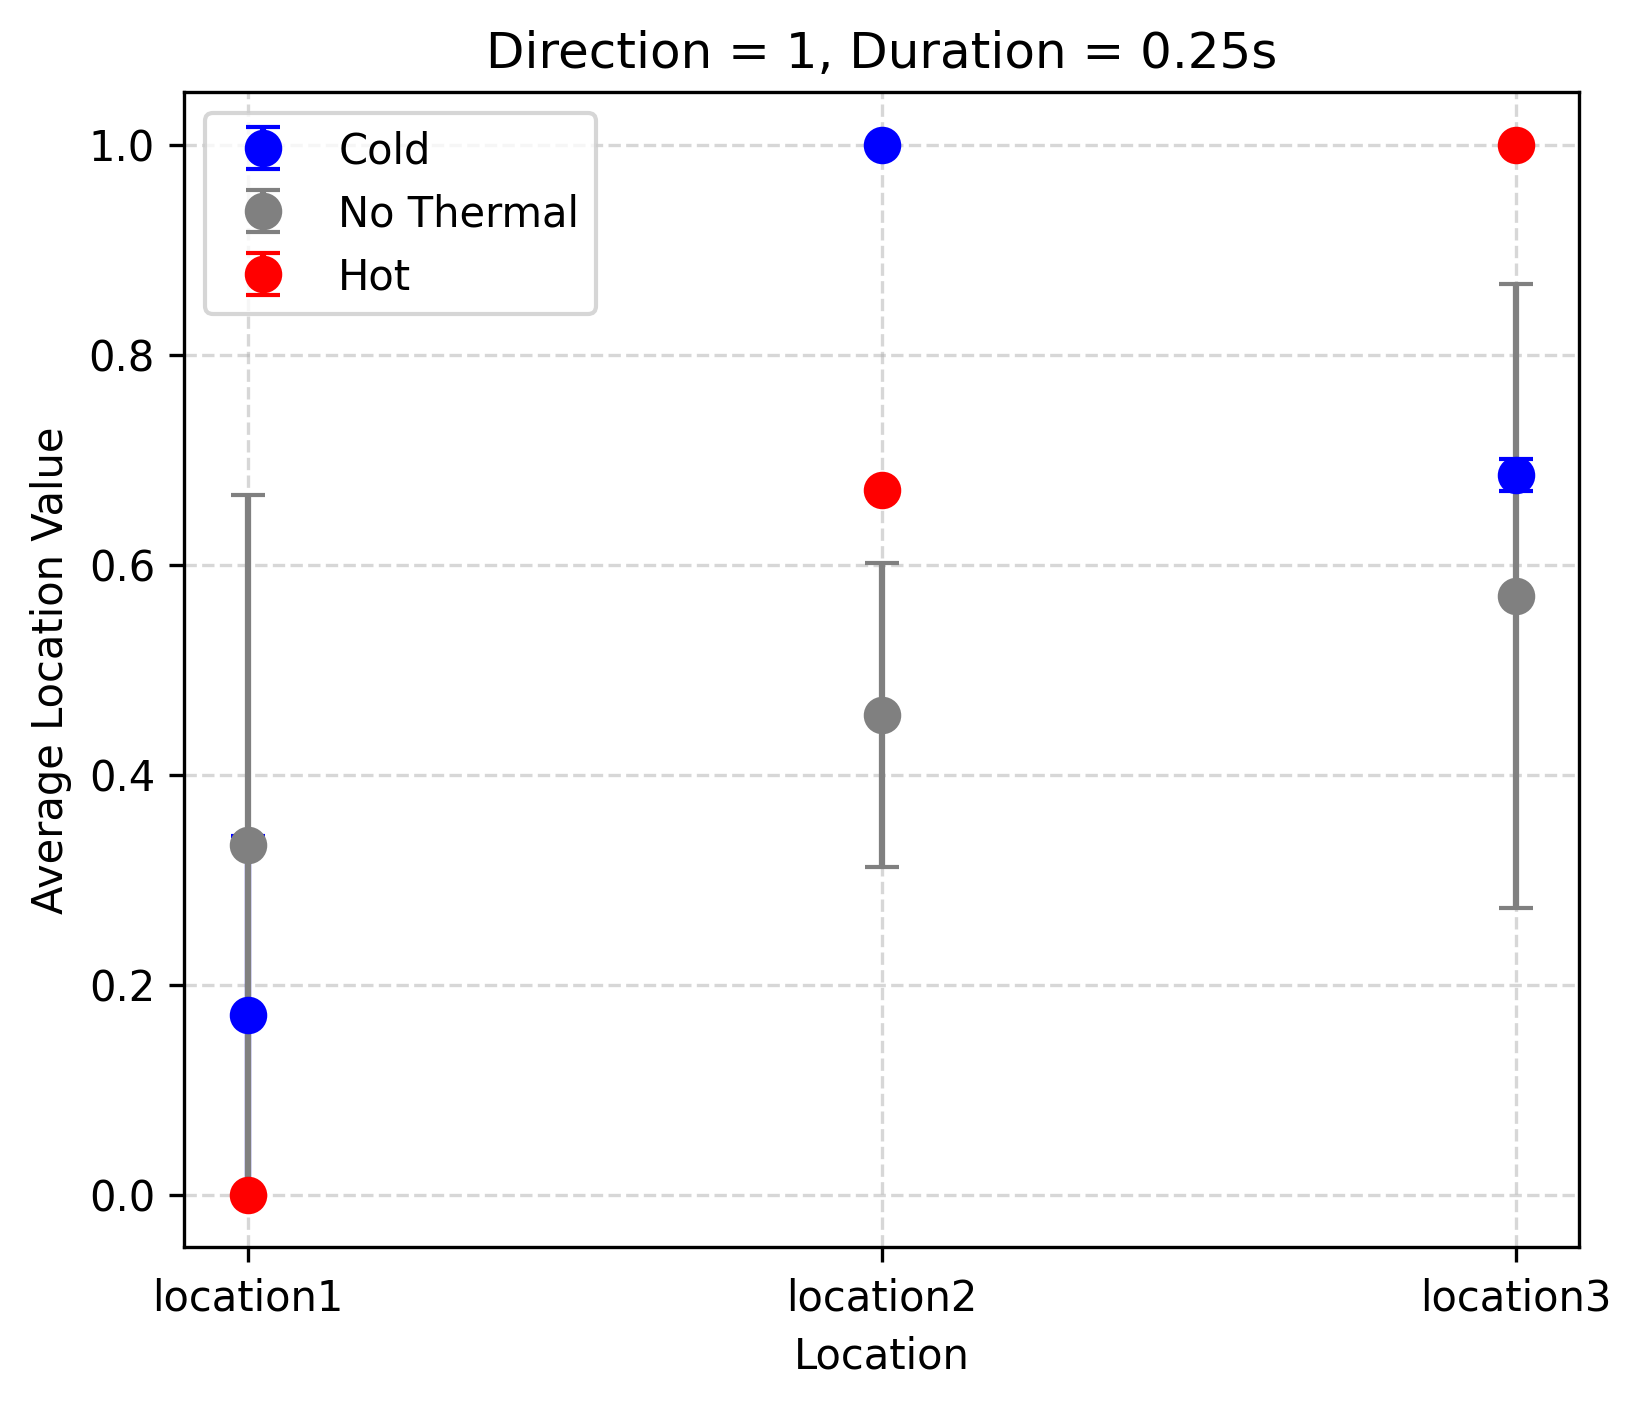 Direction = 1, Duration = 0.25s
Cold
No Thermal
Hot
Average Location Value
1.0
0.8
0.6
0.4
0.2
0.0
location1
location2
location3
Location